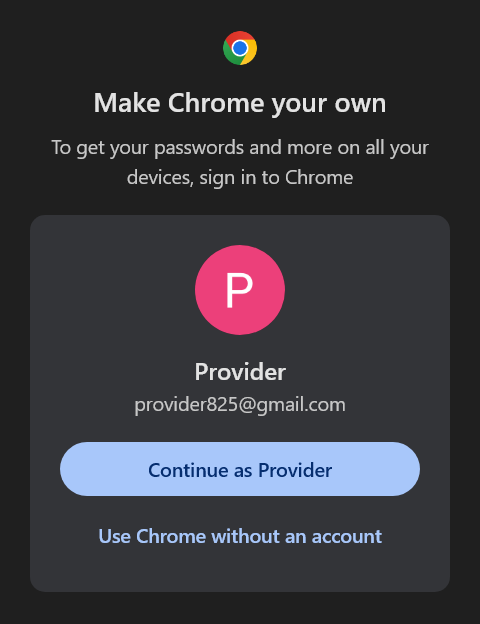 Make Chrome your own
To get your passwords and more on all your
devices, sign in to Chrome
P
Provider
provider825@gmail.com
Continue as Provider
Use Chrome without an account